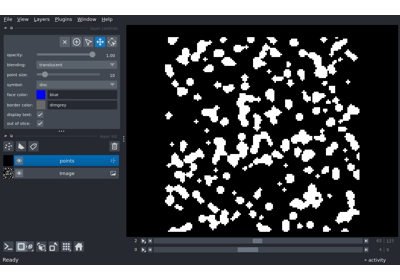 File View Layers Plugins Window Help
opacity: 1.00
blending: translucent
point size: 10
symbol: disc
face color: blue
border color: dimgrey
display text:
out of slice:
points
Image
2
0
Ready
activity